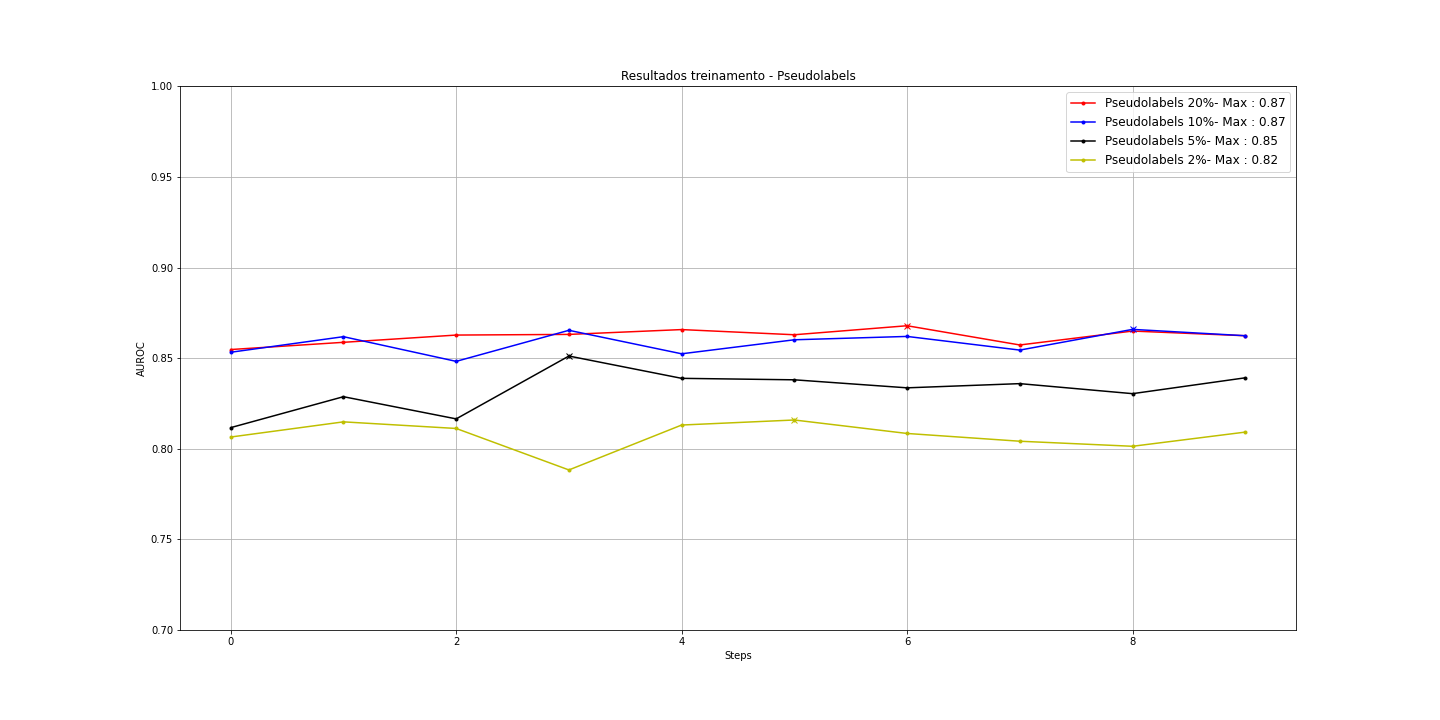 Resultados treinamento - Pseudolabels
1.00
0.95
0.90
0.85
0.80
0.75
0.70
AUROC
Pseudolabels 20%- Max : 0.87
Pseudolabels 10%- Max : 0.87
Pseudolabels 5%- Max : 0.85
Pseudolabels 2%- Max : 0.82
0 2 4 6 8
Steps